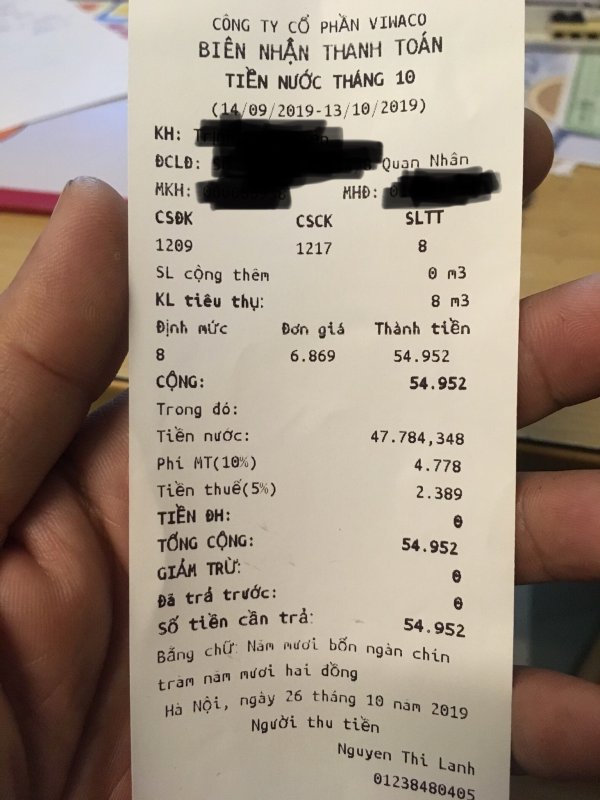 CÔNG TY CỔ PHẦN VIWACO
BIÊN NHẬN THANH TOÁN
TIỀN NƯỚC THÁNG 10
(14/09/2019-13/10/2019)
KH:
ĐCLĐ: Quan Nhân
MKH: MHĐ:
CSĐK CSCK SLTT
1209 1217 8
SL cộng thêm 0 m3
KL tiêu thụ: 8 m3
Định mức Đơn giá Thành tiền
8 6.869 54.952
CỘNG: 54.952
Trong đó:
Tiền nước: 47.784,348
Phí MT(10%) 4.778
Tiền thuế(5%) 2.389
TIỀN ĐH: 0
TỔNG CỘNG: 54.952
GIẢM TRỪ: 0
Đã trả trước: 0
Số tiền cần trả: 54.952
Bằng chữ: Năm mươi bốn ngàn chín
trăm năm mươi hai đồng
Hà Nội, ngày 26 tháng 10 năm 2019
Người thu tiền
Nguyen Thi Lanh
01238480405